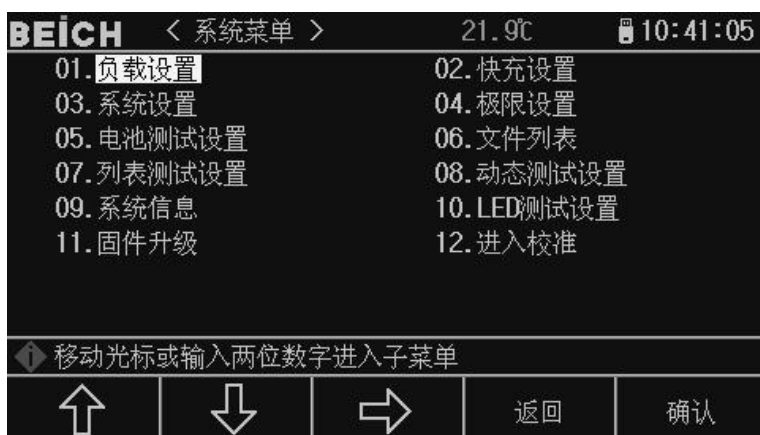 BEICH < 系统菜单 > 21.9℃ 10:41:05
01.负载设置 02.快充设置
03.系统设置 04.极限设置
05.电池测试设置 06.文件列表
07.列表测试设置 08.动态测试设置
09.系统信息 10.LED测试设置
11.固件升级 12.进入校准
移动光标或输入两位数字进入子菜单
返回 确认